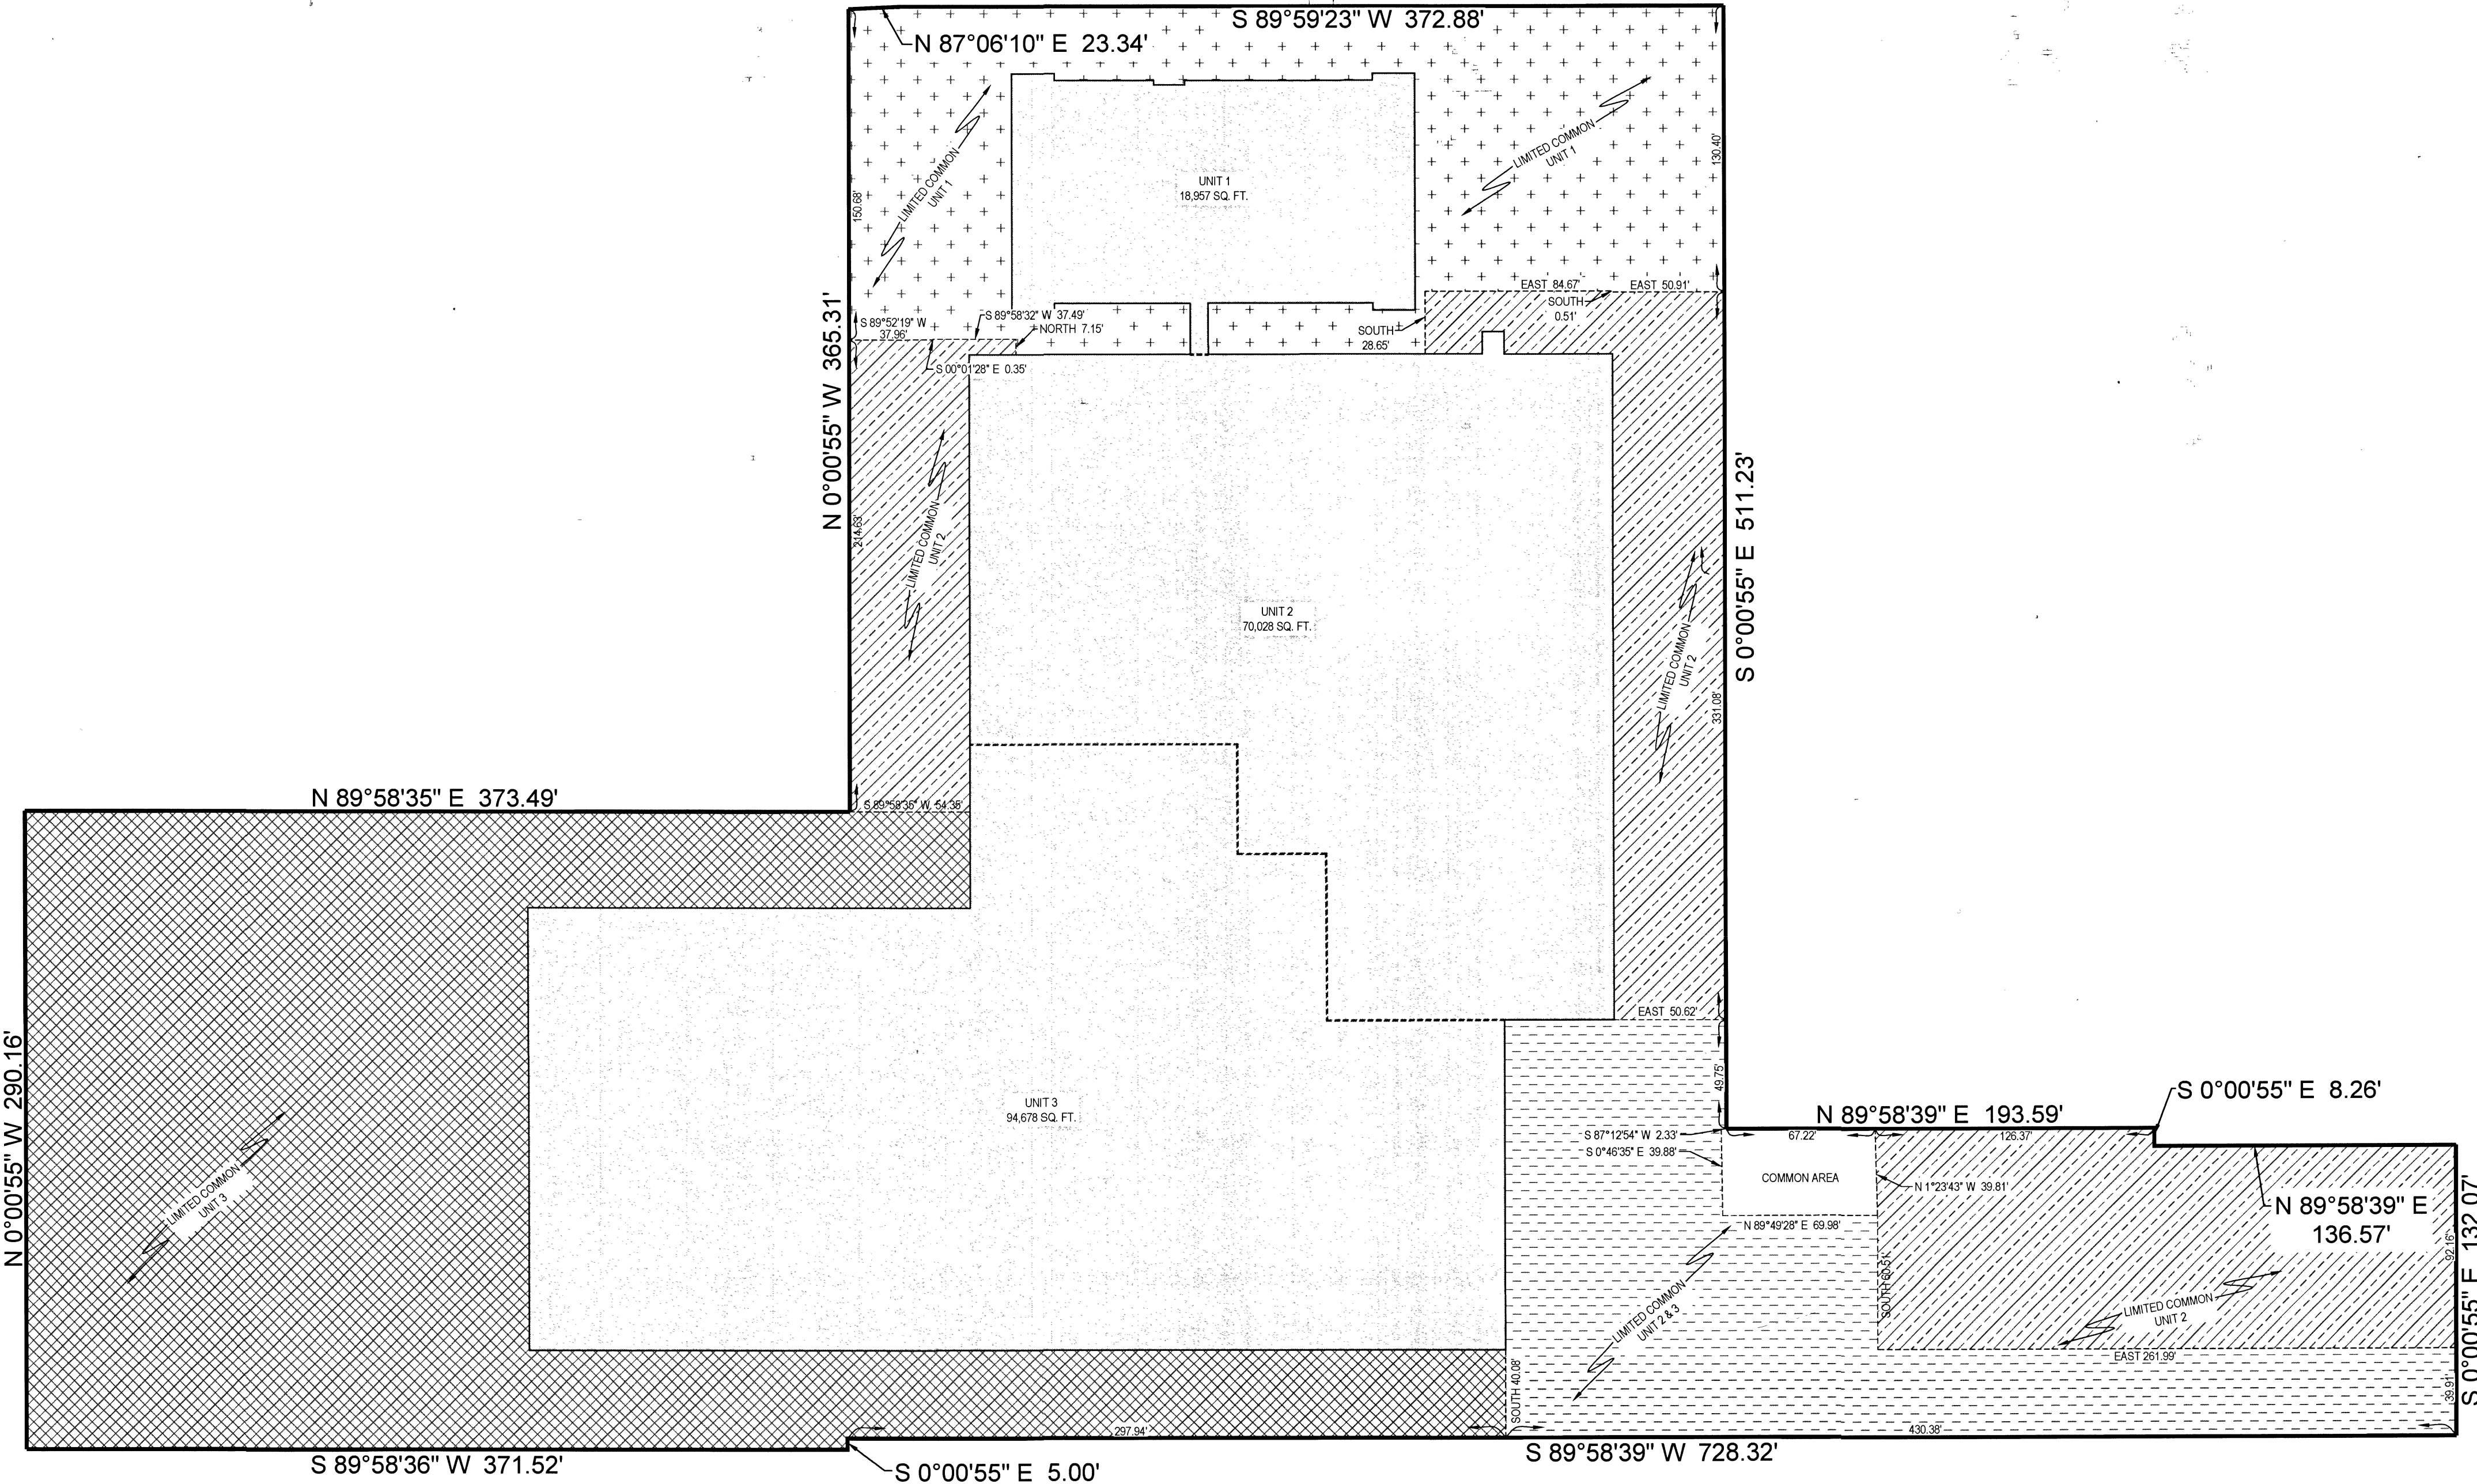 S 89°59'23" W 372.88'
N 87°06'10" E 23.34'
LIMITED COMMON
UNIT 1
LIMITED COMMON
UNIT 1
130.40'
150.68'
UNIT 1
18,957 SQ. FT.
EAST 84.67'
EAST 50.91'
SOUTH
0.51'
S 89°52'19" W
37.96'
S 89°58'32" W 37.49'
NORTH 7.15'
SOUTH
28.65'
S 00°01'28" E 0.35'
N 0°00'55" W 365.31'
214.63'
LIMITED COMMON
UNIT 2
S 0°00'55" E 511.23'
UNIT 2
70,028 SQ. FT.
LIMITED COMMON
UNIT 2
331.08'
N 89°58'35" E 373.49'
S 89°58'35" W 54.35'
EAST 50.62'
49.75'
N 0°00'55" W 290.16'
UNIT 3
94,678 SQ. FT.
S 0°00'55" E 8.26'
N 89°58'39" E 193.59'
S 87°12'54" W 2.33'
67.22'
126.37'
S 0°46'35" E 39.88'
COMMON AREA
N 1°23'43" W 39.81'
LIMITED COMMON
UNIT 3
N 89°58'39" E
136.57'
N 89°49'28" E 69.98'
92.16'
S 0°00'55" E 132.07'
SOUTH 60.51'
LIMITED COMMON
UNIT 2 & 3
LIMITED COMMON
UNIT 2
EAST 261.99'
SOUTH 40.08'
39.91'
297.94'
430.38'
S 89°58'36" W 371.52'
S 89°58'39" W 728.32'
S 0°00'55" E 5.00'